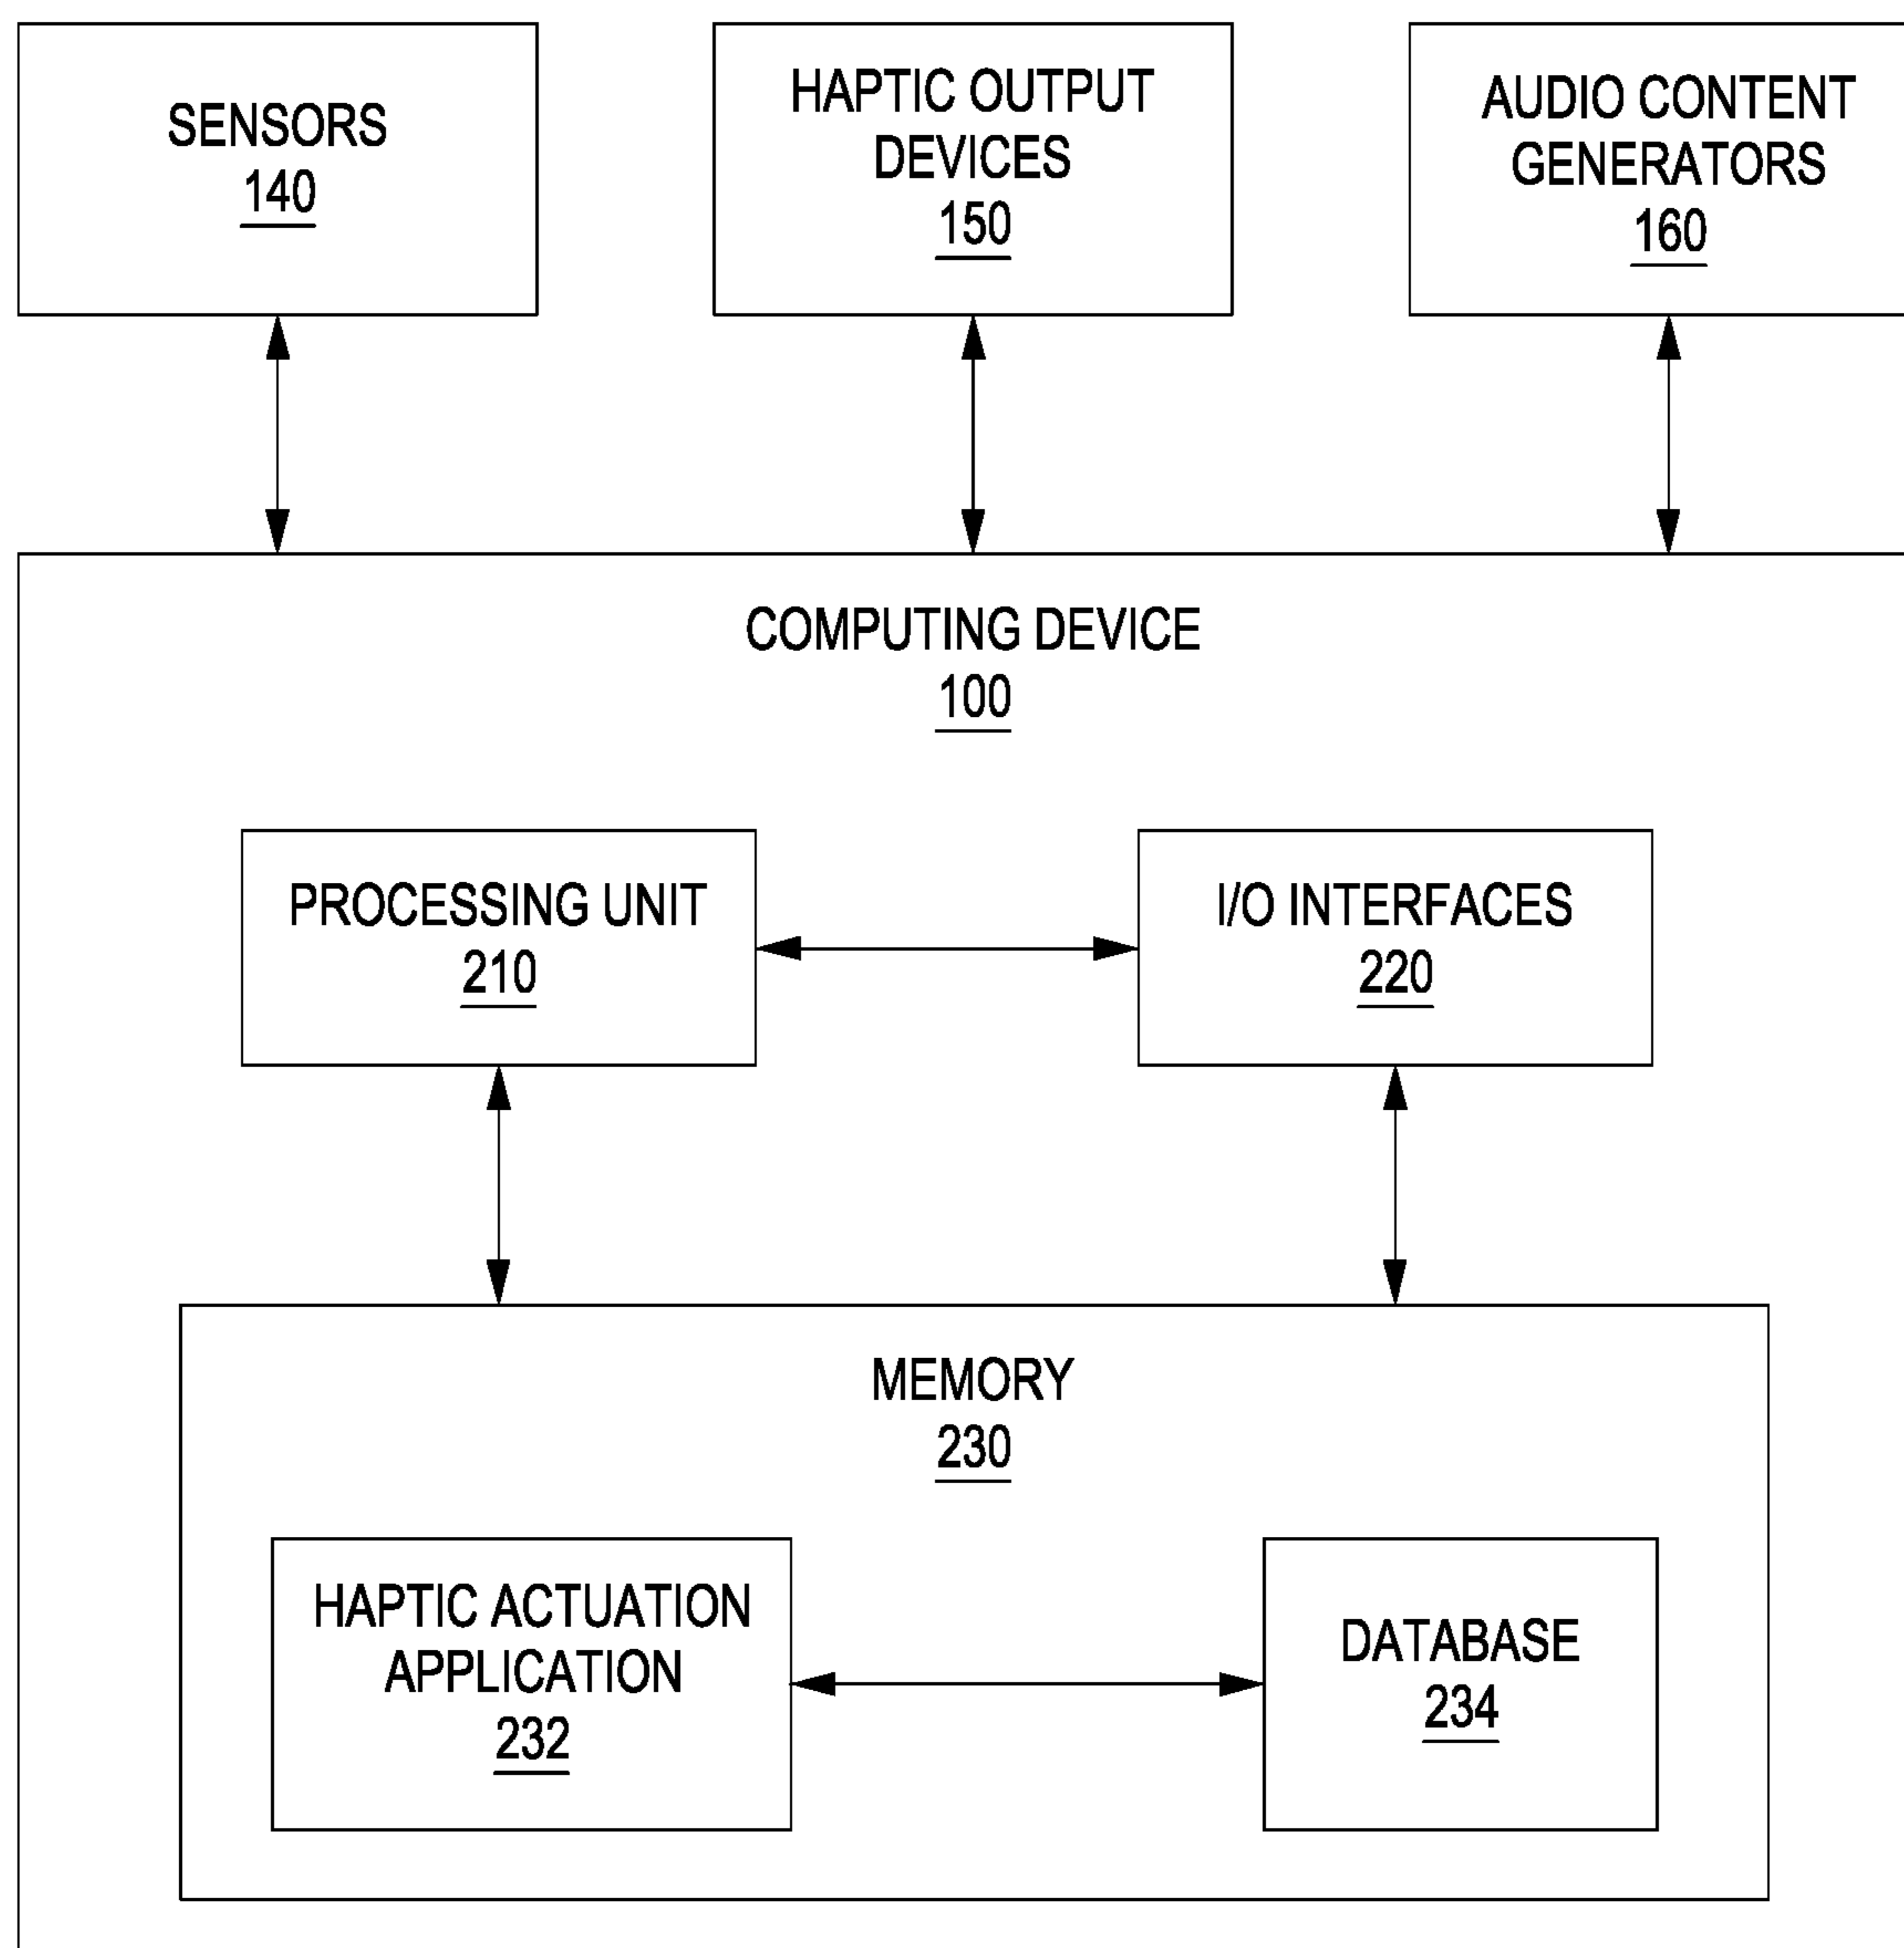 SENSORS
140
HAPTIC OUTPUT
DEVICES
150
AUDIO CONTENT
GENERATORS
160
COMPUTING DEVICE
100
PROCESSING UNIT
210
I/O INTERFACES
220
MEMORY
230
HAPTIC ACTUATION
APPLICATION
232
DATABASE
234